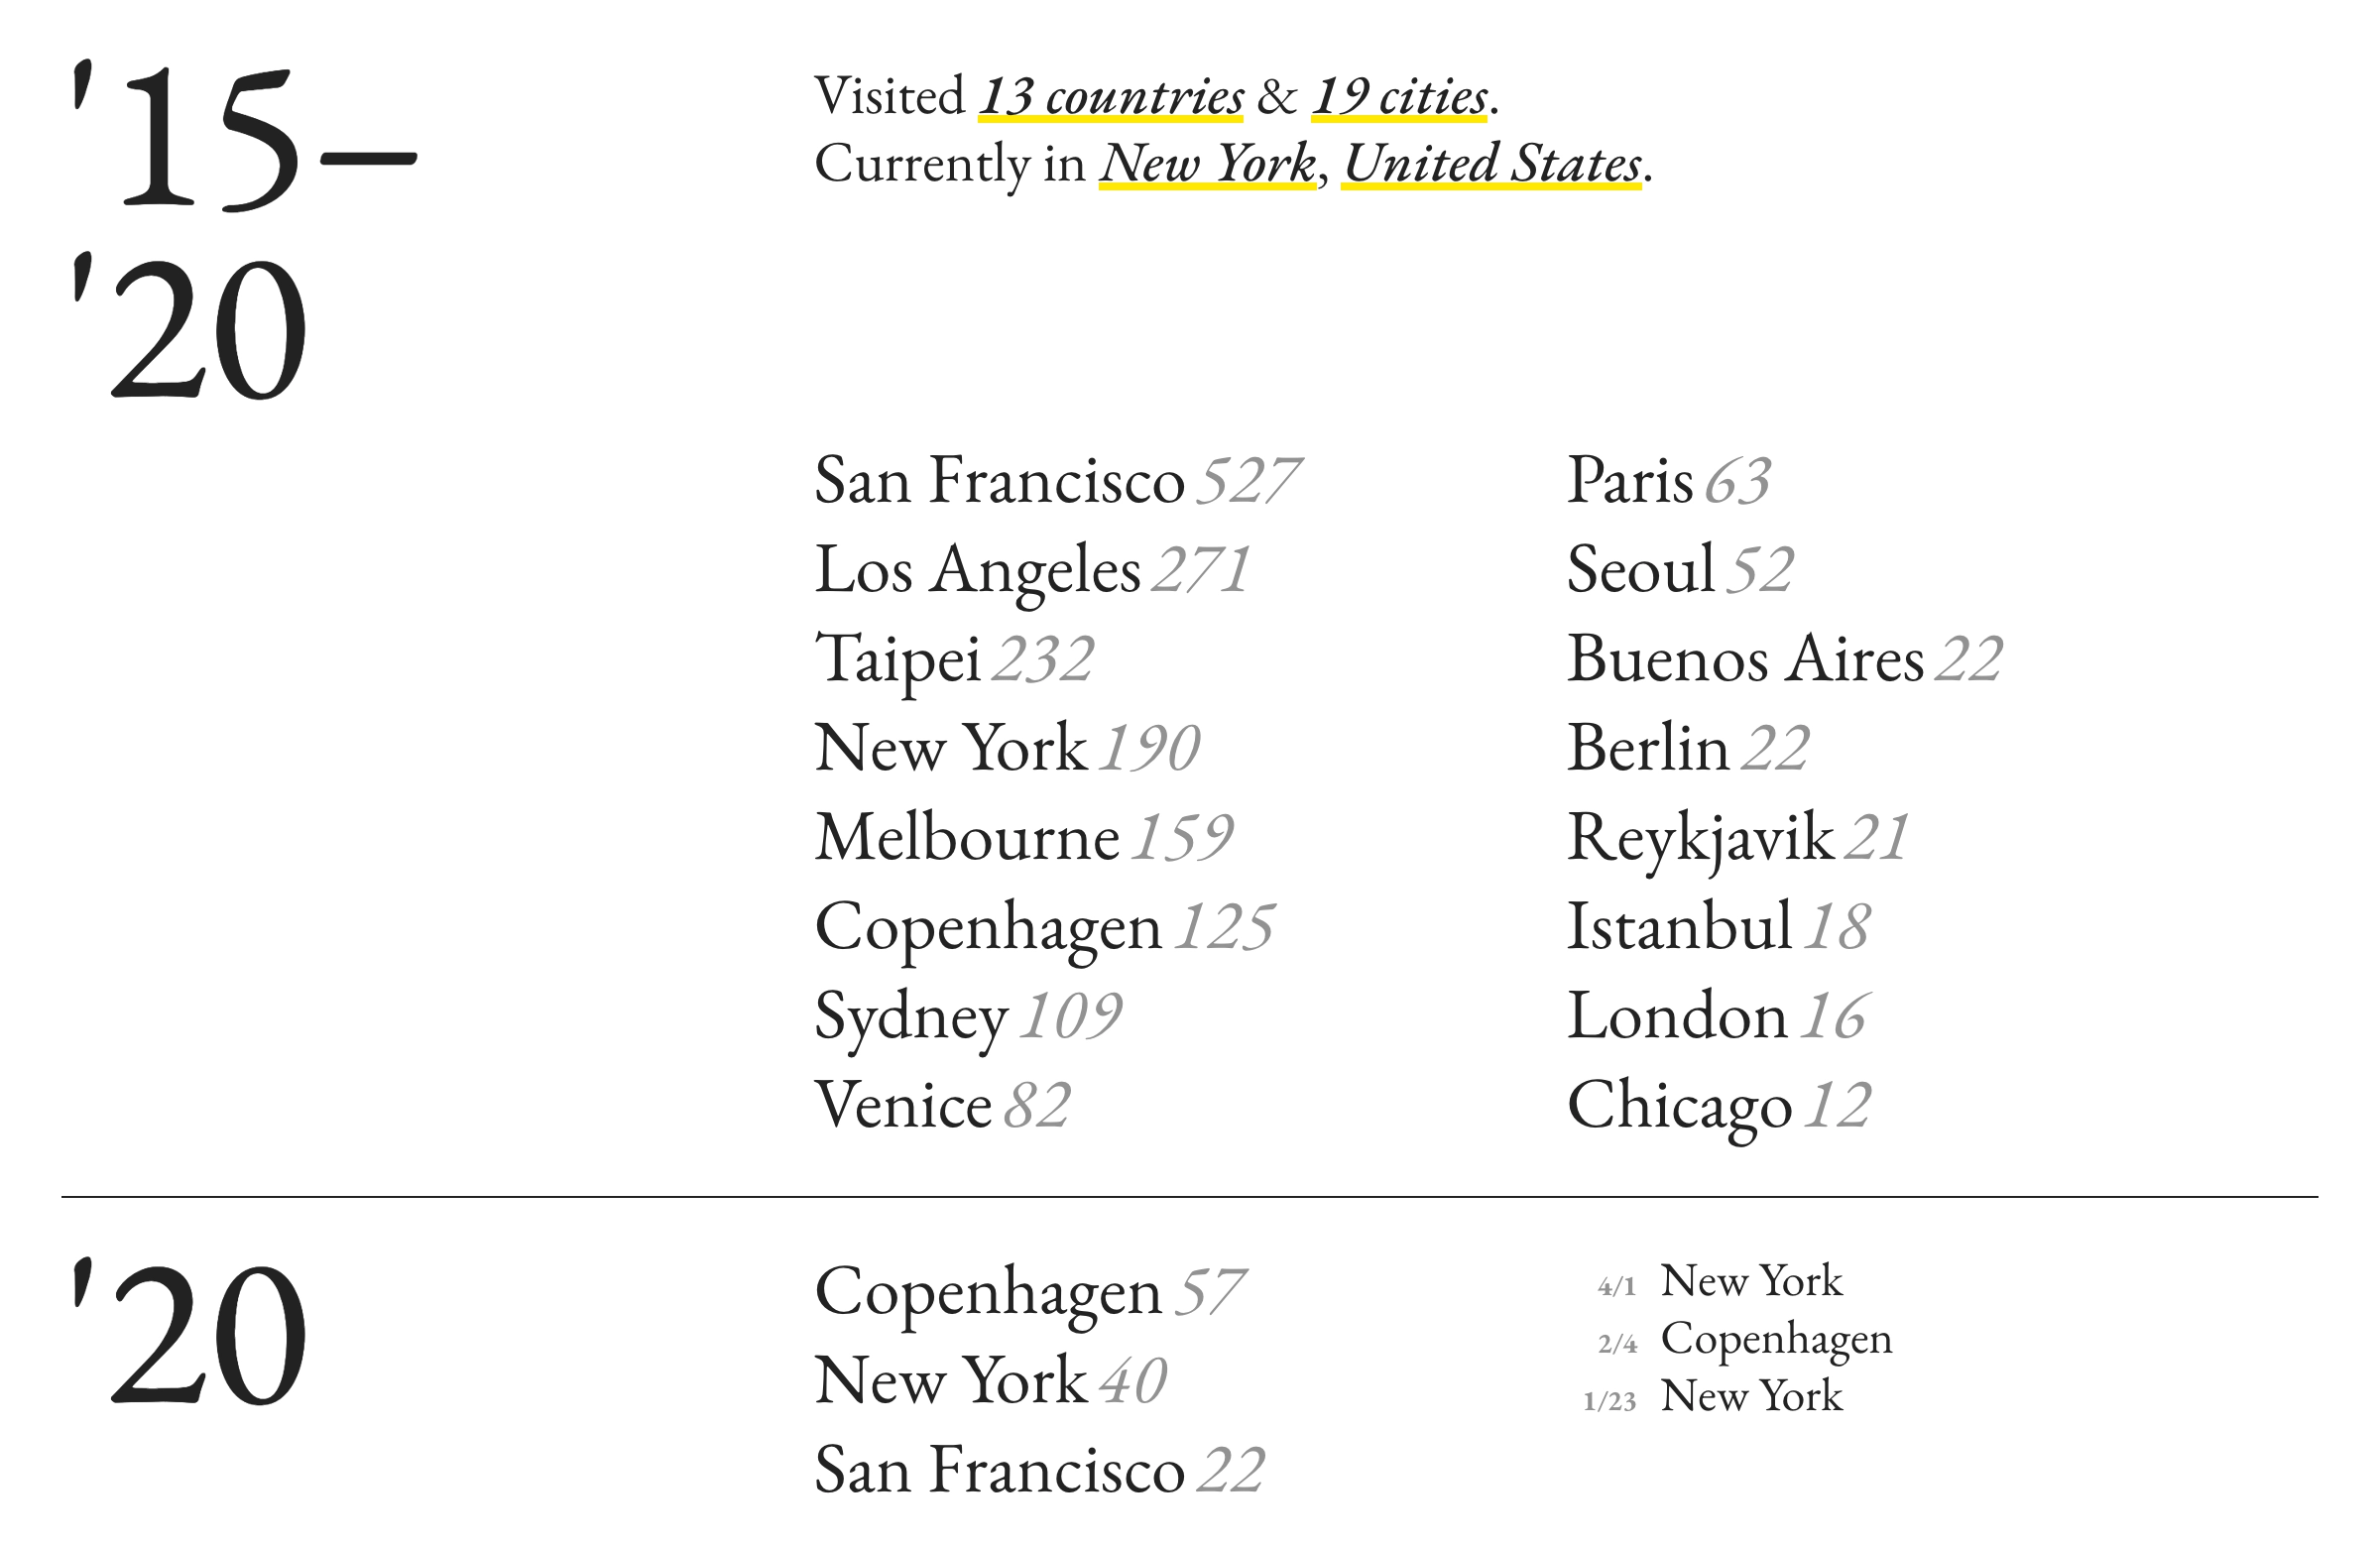 '15–
'20
Visited 13 countries & 19 cities.
Currently in New York, United States.
San Francisco 527
Los Angeles 271
Taipei 232
New York 190
Melbourne 159
Copenhagen 125
Sydney 109
Venice 82
Paris 63
Seoul 52
Buenos Aires 22
Berlin 22
Reykjavik 21
Istanbul 18
London 16
Chicago 12
'20
Copenhagen 57
New York 40
San Francisco 22
4/1 New York
2/4 Copenhagen
1/23 New York